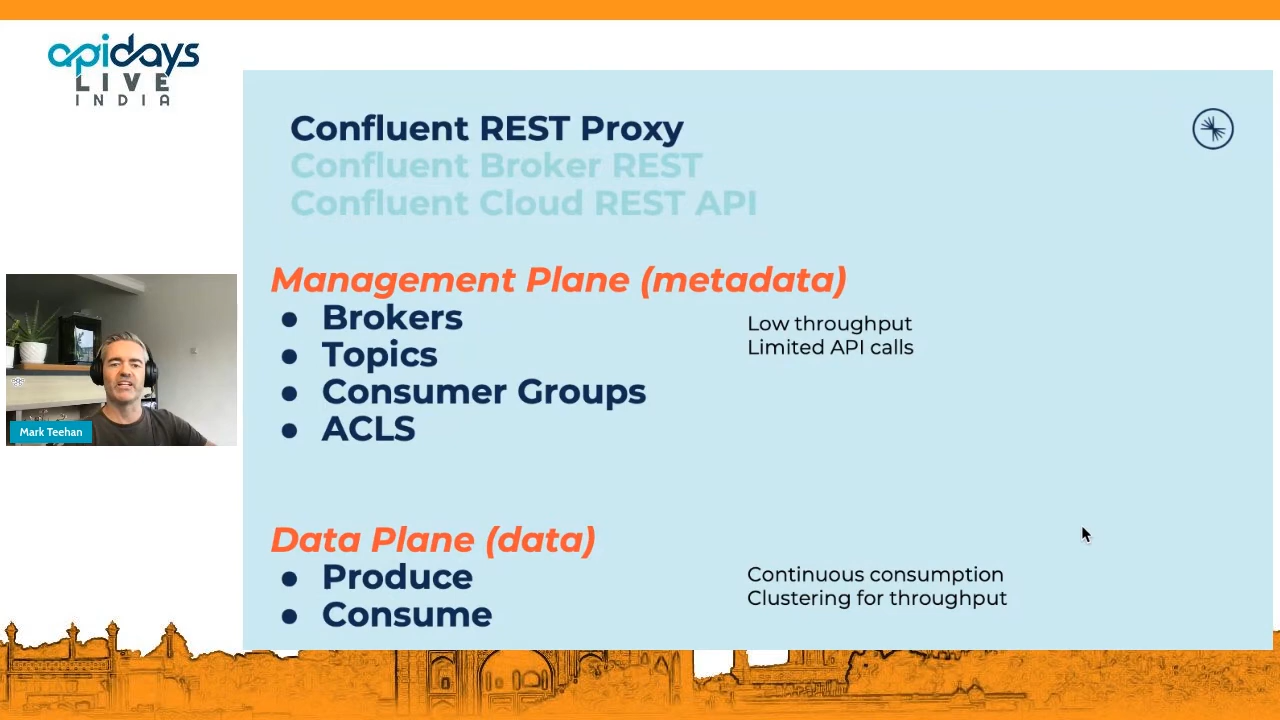 apidays
LIVE
INDIA
Confluent REST Proxy
Confluent Broker REST
Confluent Cloud REST API
Management Plane (metadata)
● Brokers
● Topics
● Consumer Groups
● ACLS
Low throughput
Limited API calls
Mark Teehan
Data Plane (data)
● Produce
● Consume
Continuous consumption
Clustering for throughput